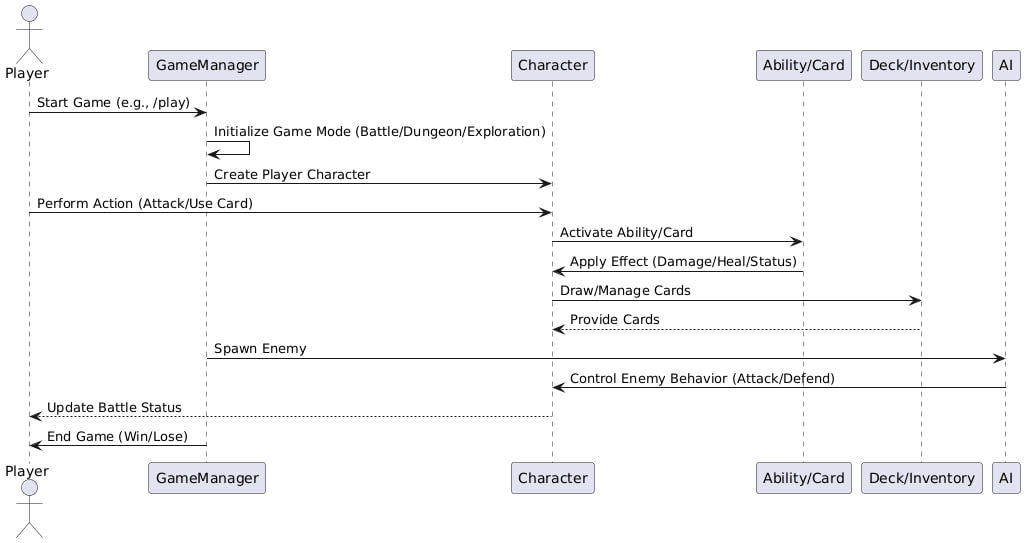 Player
GameManager
Character
Ability/Card
Deck/Inventory
AI
Start Game (e.g., /play)
Initialize Game Mode (Battle/Dungeon/Exploration)
Create Player Character
Perform Action (Attack/Use Card)
Activate Ability/Card
Apply Effect (Damage/Heal/Status)
Draw/Manage Cards
Provide Cards
Spawn Enemy
Control Enemy Behavior (Attack/Defend)
Update Battle Status
End Game (Win/Lose)
Player
GameManager
Character
Ability/Card
Deck/Inventory
AI